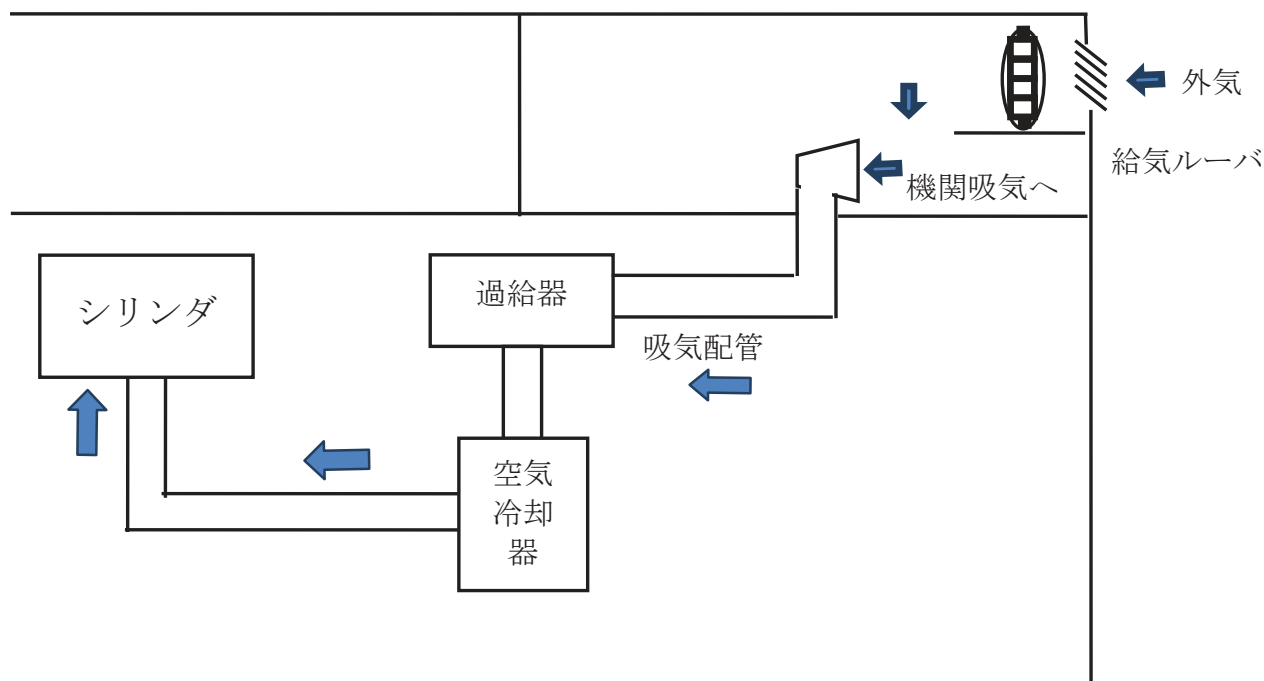 外気
給気ルーバ
機関吸気へ
過給器
シリンダ
吸気配管
空気
冷却
器